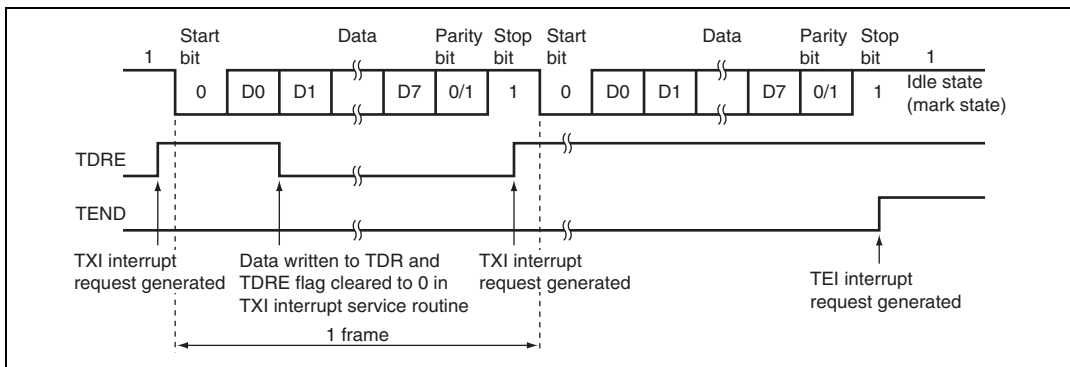 1
Start bit
Data
Parity bit
Stop bit
Start bit
Data
Parity bit
Stop bit
1
0
D0
D1
D7
0/1
1
0
D0
D1
D7
0/1
1
Idle state
(mark state)
TDRE
TEND
TXI interrupt
request generated
Data written to TDR and
TDRE flag cleared to 0 in
TXI interrupt service routine
TXI interrupt
request generated
TEI interrupt
request generated
1 frame